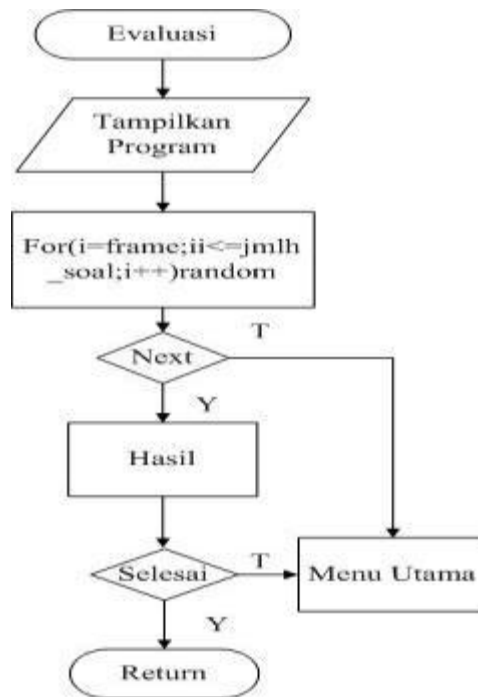 Evaluasi
Tampilkan
Program
For(i=frame;ii<=jmlh
_soal;i++)random
T
Next
Y
Hasil
Selesai
T
Menu Utama
Y
Return